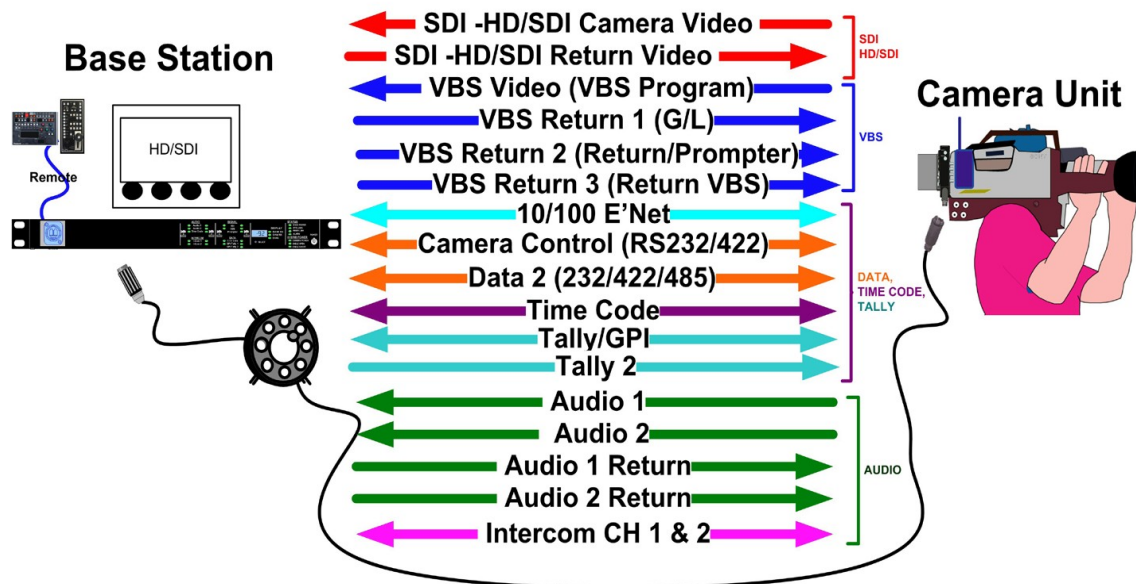 Base Station
Remote
HD/SDI
SDI -HD/SDI Camera Video
SDI -HD/SDI Return Video
SDI
HD/SDI
VBS Video (VBS Program)
VBS Return 1 (G/L)
VBS Return 2 (Return/Prompter)
VBS Return 3 (Return VBS)
VBS
10/100 E'Net
Camera Control (RS232/422)
Data 2 (232/422/485)
Time Code
Tally/GPI
Tally 2
DATA,
TIME CODE,
TALLY
Audio 1
Audio 2
Audio 1 Return
Audio 2 Return
Intercom CH 1 & 2
AUDIO
Camera Unit